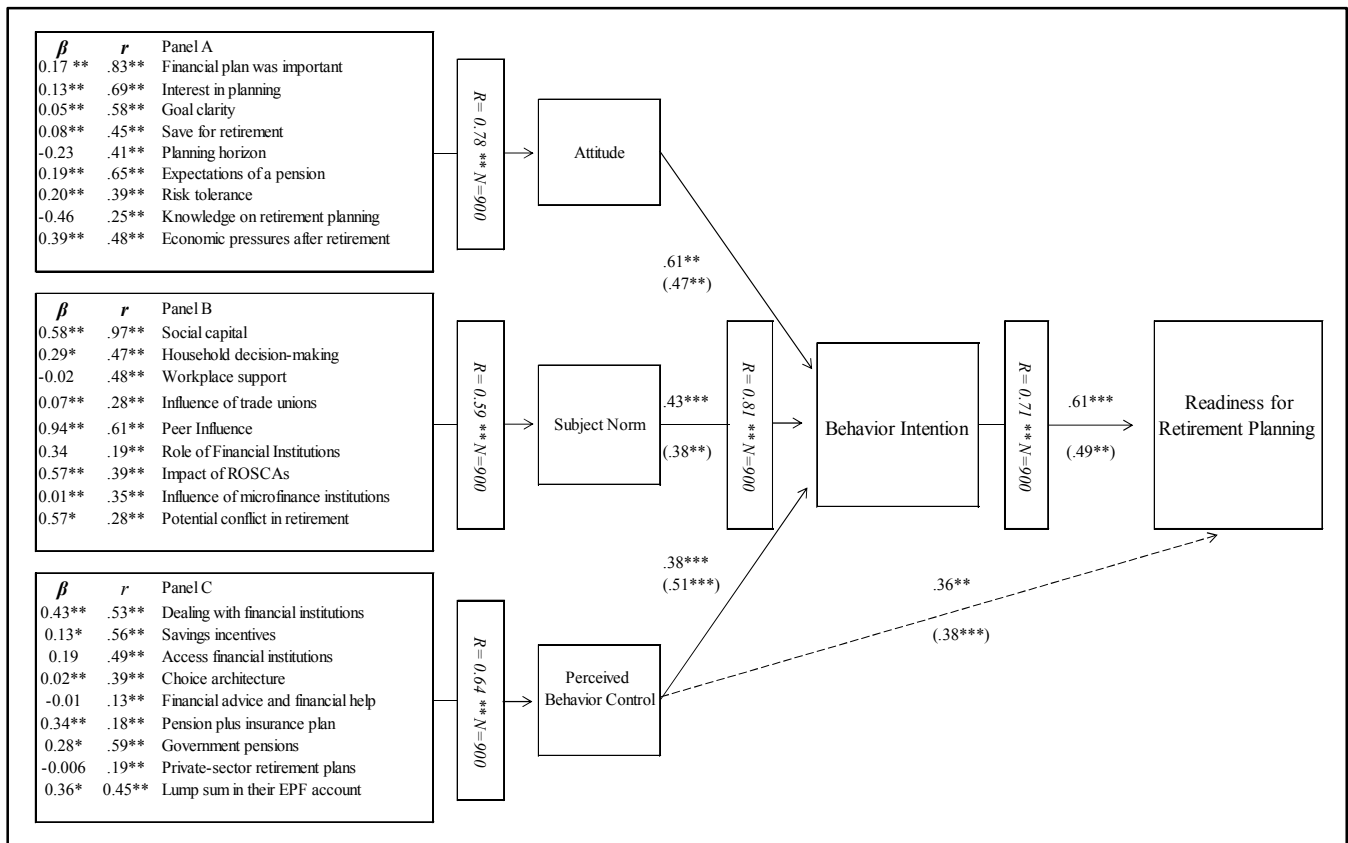 β r Panel A
0.17 ** .83** Financial plan was important
0.13** .69** Interest in planning
0.05** .58** Goal clarity
0.08** .45** Save for retirement
-0.23 .41** Planning horizon
0.19** .65** Expectations of a pension
0.20** .39** Risk tolerance
-0.46 .25** Knowledge on retirement planning
0.39** .48** Economic pressures after retirement
R= 0.78 ** N=900
Attitude
.61**
(.47**)
β r Panel B
0.58** .97** Social capital
0.29* .47** Household decision-making
-0.02 .48** Workplace support
0.07** .28** Influence of trade unions
0.94** .61** Peer Influence
0.34 .19** Role of Financial Institutions
0.57** .39** Impact of ROSCAs
0.01** .35** Influence of microfinance institutions
0.57* .28** Potential conflict in retirement
R= 0.59 ** N=900
Subject Norm
.43***
(.38**)
R= 0.81 ** N=900
Behavior Intention
R= 0.71 ** N=900
.61***
(.49**)
Readiness for
Retirement Planning
β r Panel C
0.43** .53** Dealing with financial institutions
0.13* .56** Savings incentives
0.19 .49** Access financial institutions
0.02** .39** Choice architecture
-0.01 .13** Financial advice and financial help
0.34** .18** Pension plus insurance plan
0.28* .59** Government pensions
-0.006 .19** Private-sector retirement plans
0.36* 0.45** Lump sum in their EPF account
R= 0.64 ** N=900
Perceived
Behavior Control
.38***
(.51***)
.36**
(.38***)